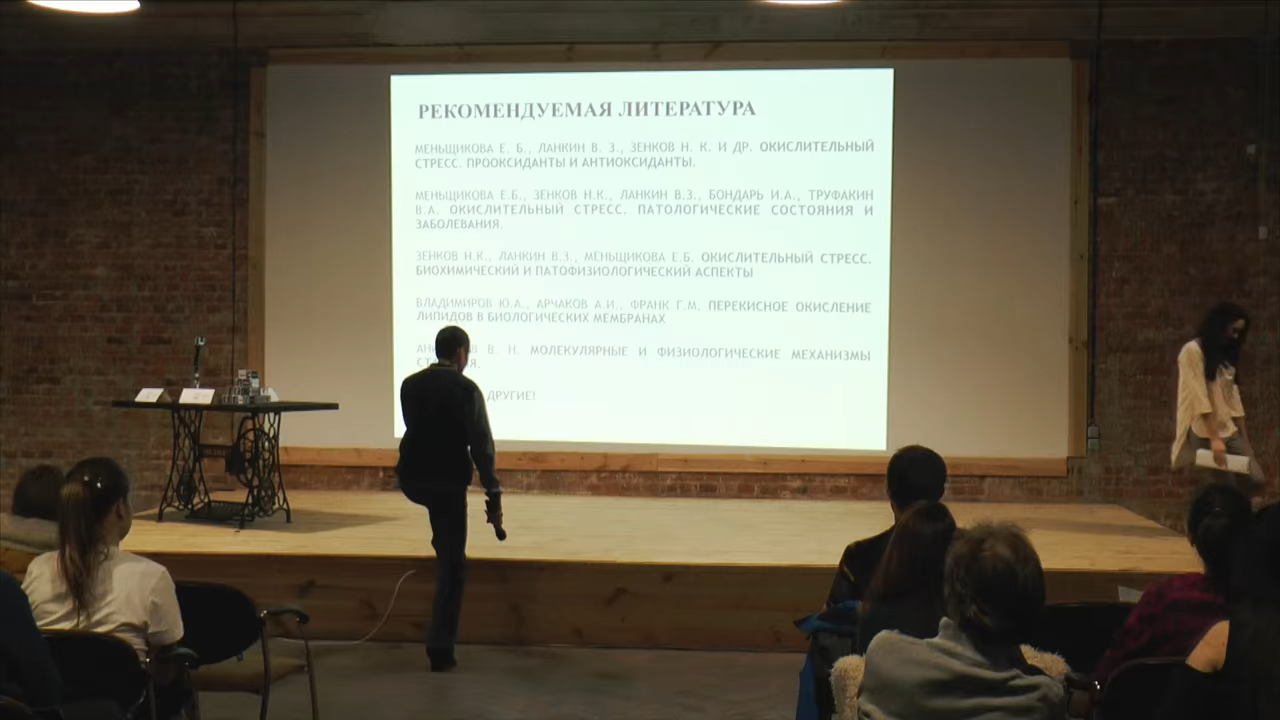 РЕКОМЕНДУЕМАЯ ЛИТЕРАТУРА
МЕНЬЩИКОВА Е. Б., ЛАНКИН В. З., ЗЕНКОВ Н. К. И ДР. ОКИСЛИТЕЛЬНЫЙ
СТРЕСС. ПРООКСИДАНТЫ И АНТИОКСИДАНТЫ.
МЕНЬЩИКОВА Е.Б., ЗЕНКОВ Н.К., ЛАНКИН В.З., БОНДАРЬ И.А., ТРУФАКИН
В.А. ОКИСЛИТЕЛЬНЫЙ СТРЕСС. ПАТОЛОГИЧЕСКИЕ СОСТОЯНИЯ И
ЗАБОЛЕВАНИЯ.
ЗЕНКОВ Н.К., ЛАНКИН В.З., МЕНЬЩИКОВА Е.Б. ОКИСЛИТЕЛЬНЫЙ СТРЕСС.
БИОХИМИЧЕСКИЙ И ПАТОФИЗИОЛОГИЧЕСКИЙ АСПЕКТЫ
ВЛАДИМИРОВ Ю.А., АРЧАКОВ А.И., ФРАНК Г.М. ПЕРЕКИСНОЕ ОКИСЛЕНИЕ
ЛИПИДОВ В БИОЛОГИЧЕСКИХ МЕМБРАНАХ
В. Н. МОЛЕКУЛЯРНЫЕ И ФИЗИОЛОГИЧЕСКИЕ МЕХАНИЗМЫ
ДРУГИЕ!